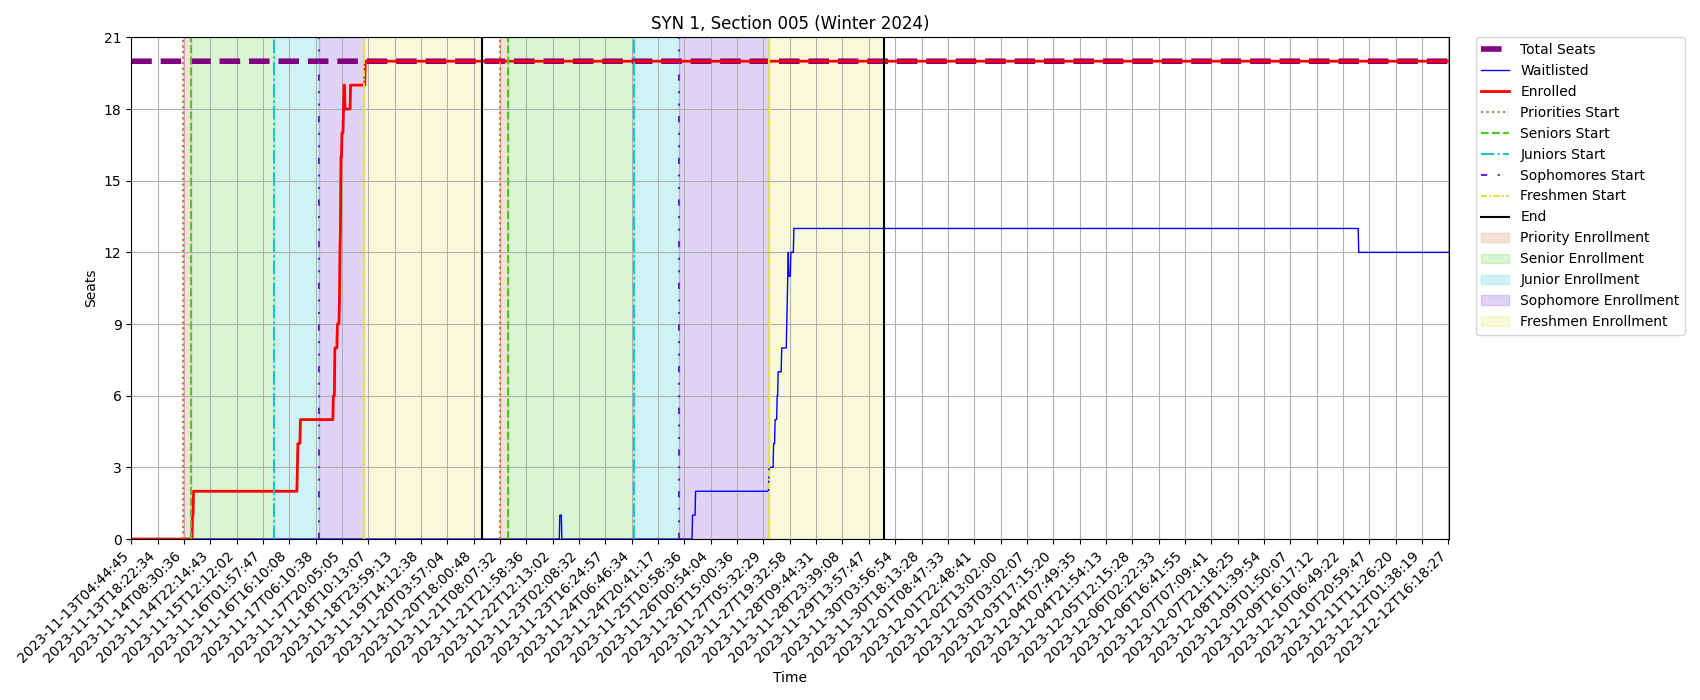 SYN 1, Section 005 (Winter 2024)
21
18
15
12
9
6
3
0
Seats
2023-11-13T04:44:45
2023-11-13T18:22:34
2023-11-14T08:30:36
2023-11-14T22:14:43
2023-11-15T12:12:02
2023-11-16T01:57:47
2023-11-16T16:10:08
2023-11-17T06:10:38
2023-11-17T20:05:05
2023-11-18T10:13:07
2023-11-18T23:59:13
2023-11-19T14:12:38
2023-11-20T03:57:04
2023-11-20T18:00:48
2023-11-21T08:07:32
2023-11-21T21:58:36
2023-11-22T12:13:02
2023-11-23T02:08:32
2023-11-23T16:24:57
2023-11-24T06:46:34
2023-11-24T20:41:17
2023-11-25T10:58:36
2023-11-26T00:54:04
2023-11-26T15:00:36
2023-11-27T05:32:29
2023-11-27T19:32:58
2023-11-28T09:44:31
2023-11-28T23:39:08
2023-11-29T13:57:47
2023-11-30T03:56:54
2023-11-30T18:13:28
2023-12-01T08:47:33
2023-12-01T22:48:41
2023-12-02T13:02:00
2023-12-03T03:02:07
2023-12-03T17:15:20
2023-12-04T07:49:35
2023-12-04T21:54:13
2023-12-05T12:15:28
2023-12-06T02:22:33
2023-12-06T16:41:55
2023-12-07T07:09:41
2023-12-07T21:18:25
2023-12-08T11:39:54
2023-12-09T01:50:07
2023-12-09T16:17:12
2023-12-10T06:49:22
2023-12-10T20:59:47
2023-12-11T11:26:20
2023-12-12T01:38:19
2023-12-12T16:18:27
Time
Total Seats
Waitlisted
Enrolled
Priorities Start
Seniors Start
Juniors Start
Sophomores Start
Freshmen Start
End
Priority Enrollment
Senior Enrollment
Junior Enrollment
Sophomore Enrollment
Freshmen Enrollment